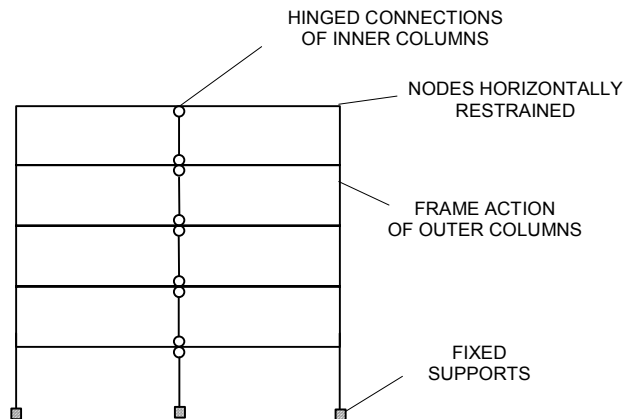 HINGED CONNECTIONS
OF INNER COLUMNS
NODES HORIZONTALLY
RESTRAINED
FRAME ACTION
OF OUTER COLUMNS
FIXED
SUPPORTS